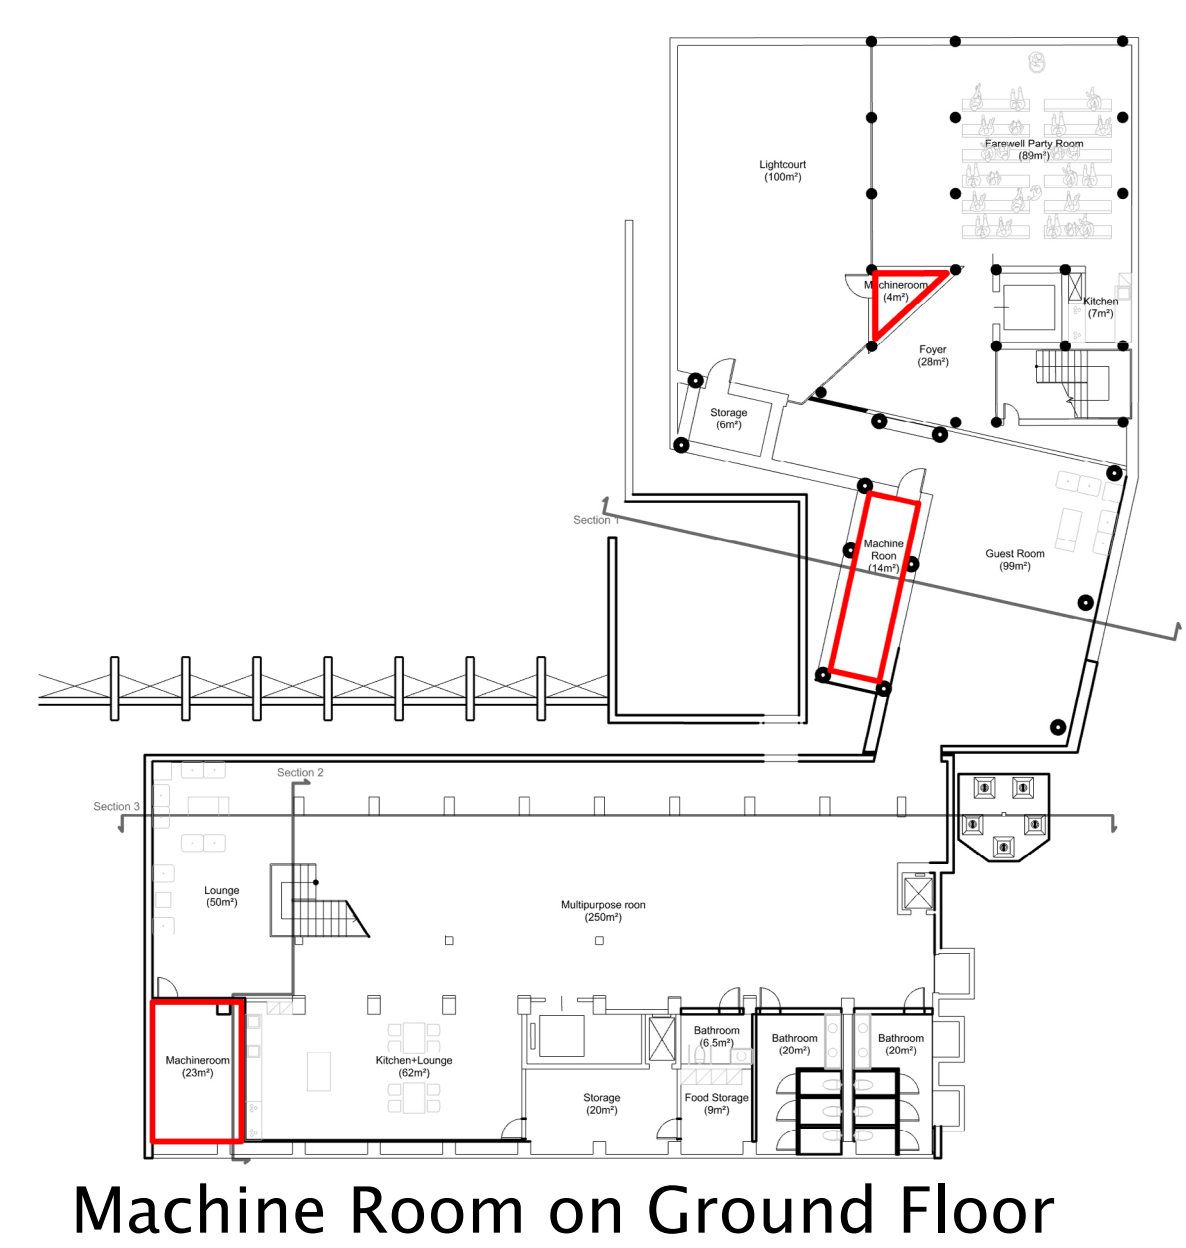 Farewell Party Room
(89m²)
Lightcourt
(100m²)
Machineroom
(4m²)
Kitchen
(7m²)
Foyer
(28m²)
Storage
(6m²)
Section 1
Machine
Roon
(14m²)
Guest Room
(99m²)
Section 2
Section 3
Lounge
(50m²)
Multipurpose roon
(250m²)
Machineroom
(23m²)
Kitchen+Lounge
(62m²)
Bathroom
(6.5m²)
Bathroom
(20m²)
Bathroom
(20m²)
Storage
(20m²)
Food Storage
(9m²)
Machine Room on Ground Floor